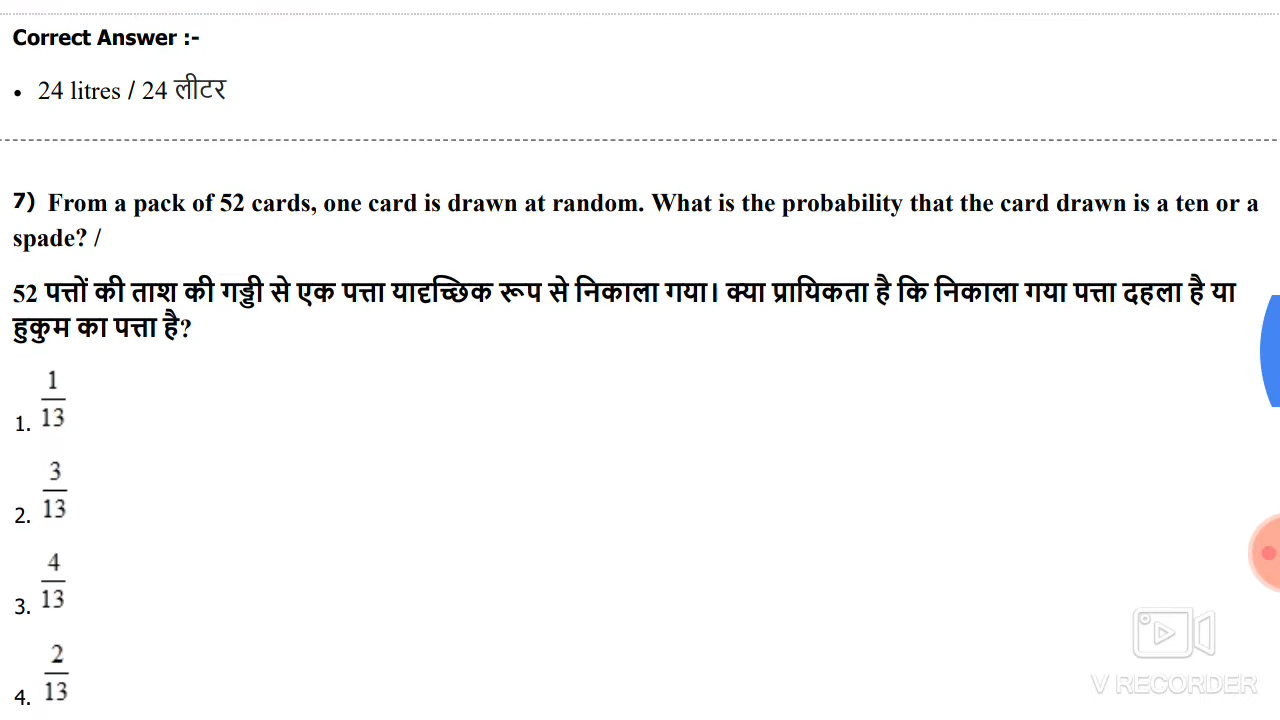 Correct Answer :-
• 24 litres / 24 लीटर
7) From a pack of 52 cards, one card is drawn at random. What is the probability that the card drawn is a ten or a
spade? /
52 पत्तों की ताश की गड्डी से एक पत्ता यादृच्छिक रूप से निकाला गया। क्या प्रायिकता है कि निकाला गया पत्ता दहला है या
हुकुम का पत्ता है?
1. 1/13
2. 3/13
3. 4/13
4. 2/13
V RECORDER